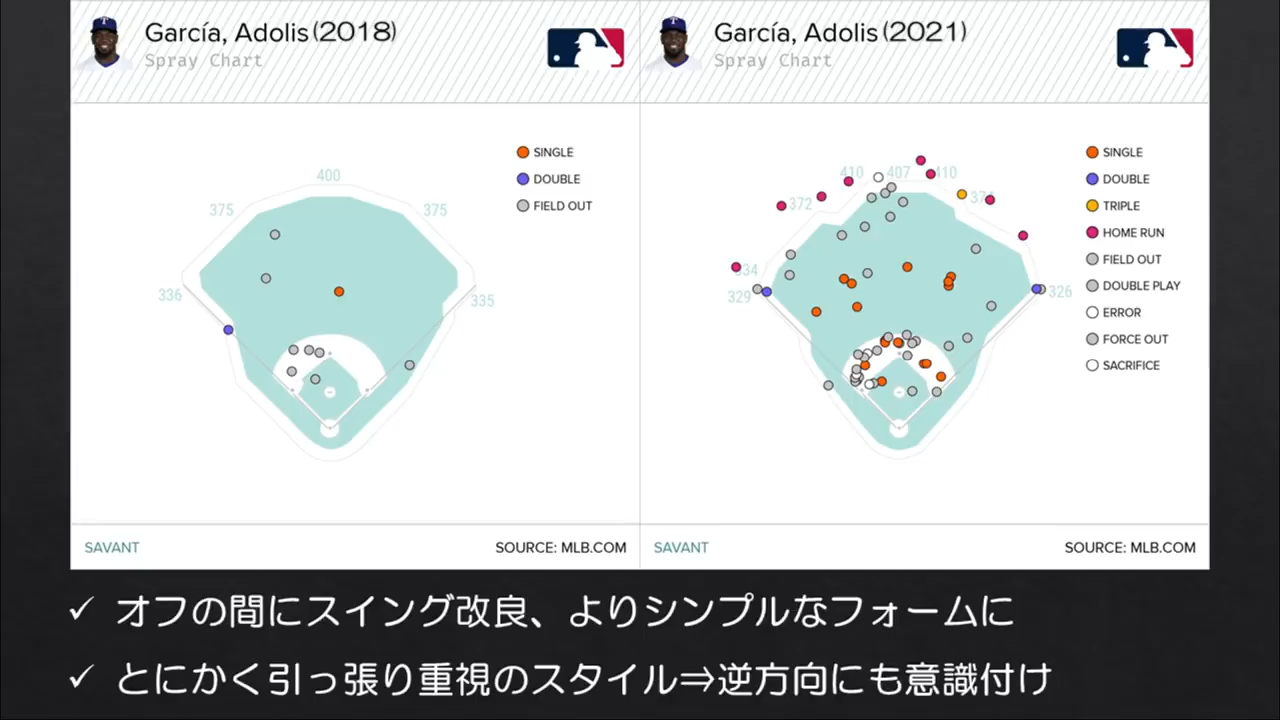 García, Adolis(2018)
Spray Chart
SINGLE
DOUBLE
FIELD OUT
400
375
375
336
335
SAVANT
SOURCE: MLB.COM
García, Adolis(2021)
Spray Chart
SINGLE
DOUBLE
TRIPLE
HOME RUN
FIELD OUT
DOUBLE PLAY
ERROR
FORCE OUT
SACRIFICE
410
407
410
372
374
334
329
326
SAVANT
SOURCE: MLB.COM
✓ オフの間にスイング改良、よりシンプルなフォームに
✓ とにかく引っ張り重視のスタイル⇒逆方向にも意識付け